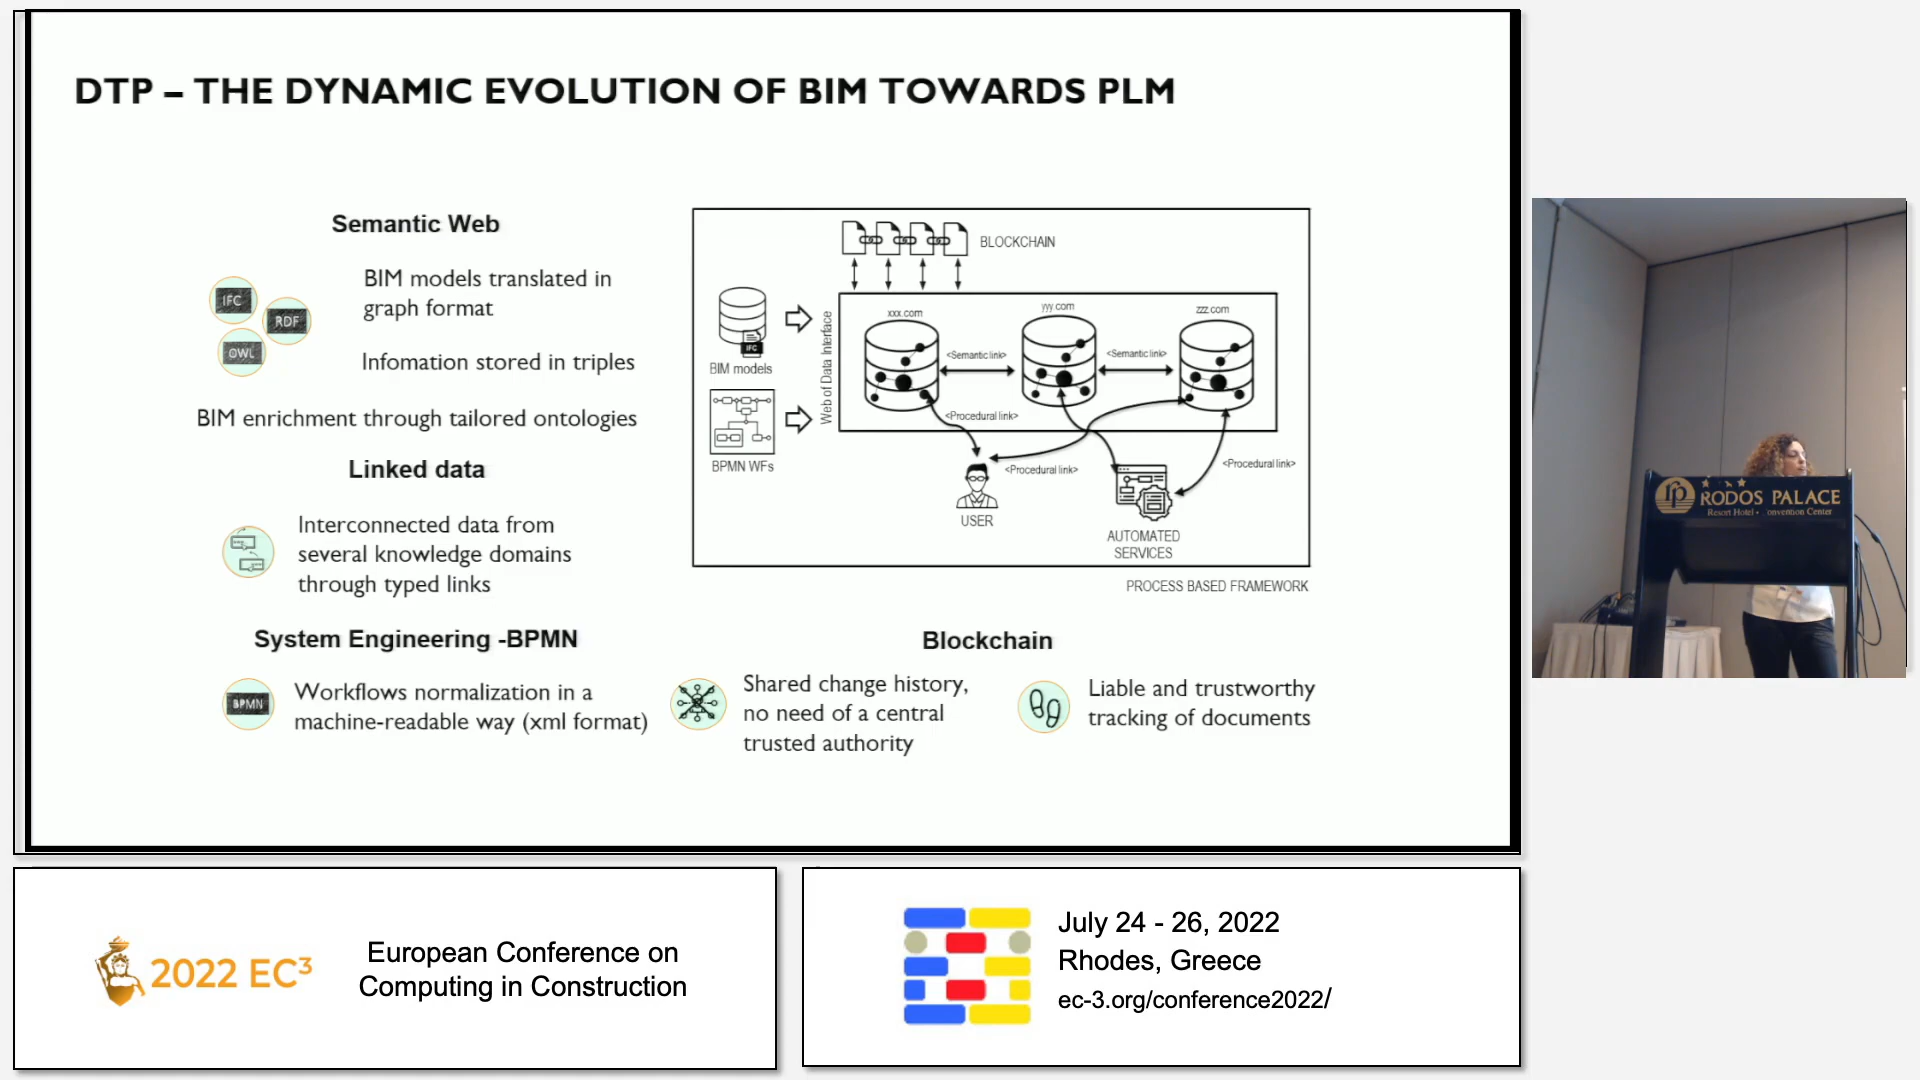 DTP – THE DYNAMIC EVOLUTION OF BIM TOWARDS PLM
Semantic Web
IFC
RDF
OWL
BIM models translated in
graph format
Infomation stored in triples
BIM enrichment through tailored ontologies
Linked data
Interconnected data from
several knowledge domains
through typed links
System Engineering -BPMN
BPMN
Workflows normalization in a
machine-readable way (xml format)
BLOCKCHAIN
IFC
BIM models
BPMN WFs
Web of Data Interface
xxx.com
yyy.com
zzz.com
<Semantic link>
<Semantic link>
<Procedural link>
<Procedural link>
<Procedural link>
USER
AUTOMATED
SERVICES
PROCESS BASED FRAMEWORK
Blockchain
Shared change history,
no need of a central
trusted authority
Liable and trustworthy
tracking of documents
RODOS PALACE
Resort Hotel • Convention Center
2022 EC³
European Conference on
Computing in Construction
July 24 - 26, 2022
Rhodes, Greece
ec-3.org/conference2022/